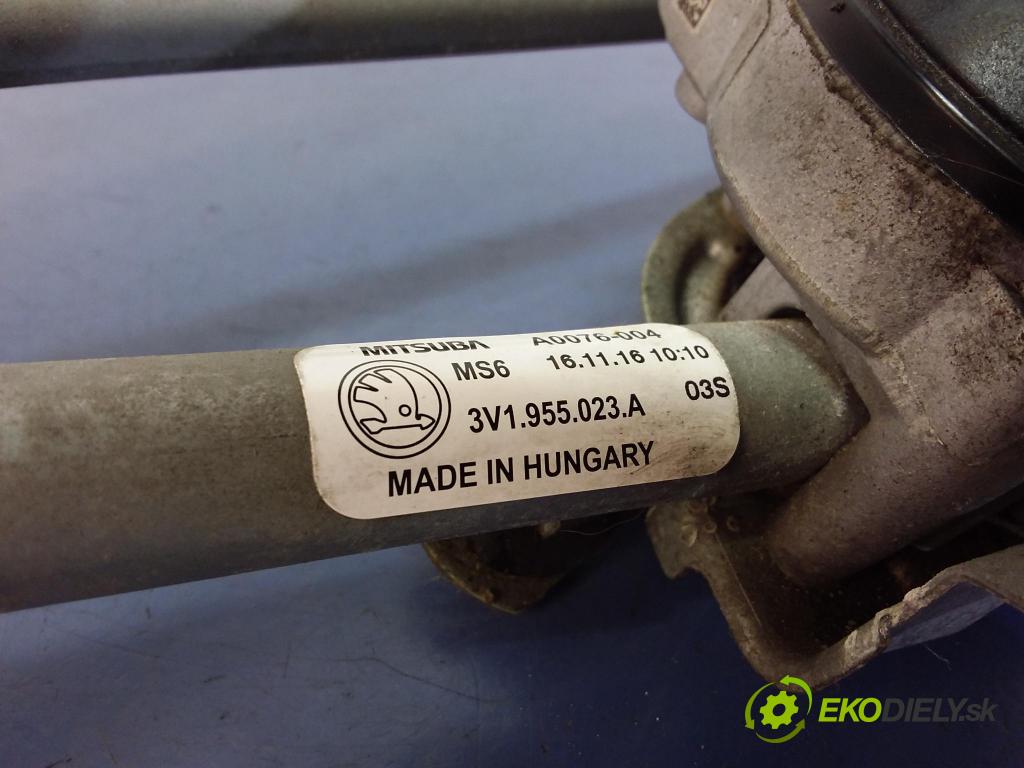 MITSUBA A0076-004
MS6 16.11.16 10:10
3V1.955.023.A 03S
MADE IN HUNGARY
EKODIELY.sk